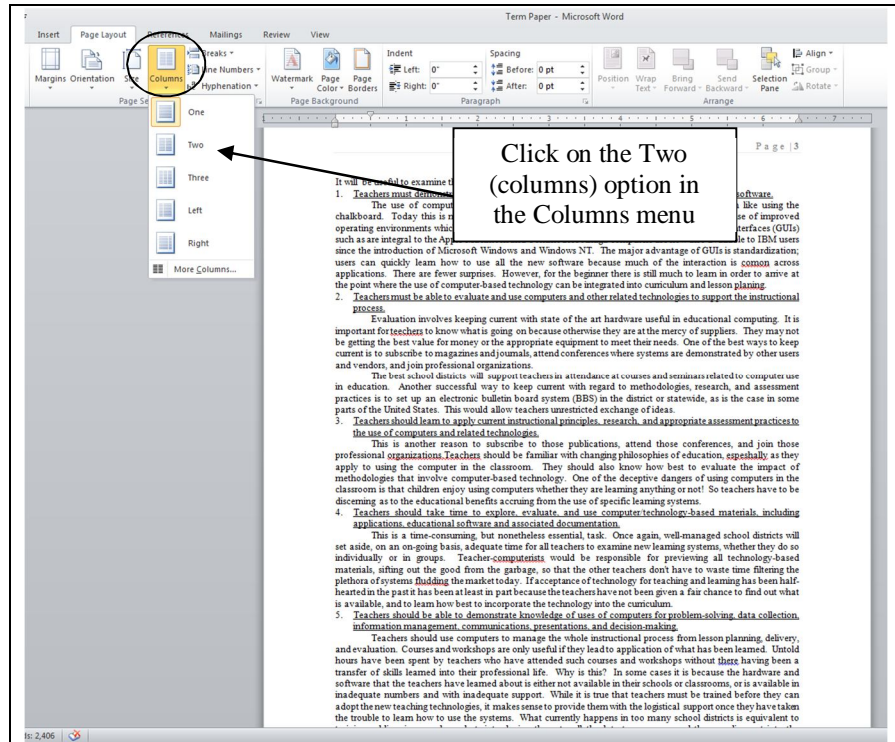 Term Paper - Microsoft Word
Insert Page Layout References Mailings Review View
Margins Orientation Size Columns Breaks Line Numbers Hyphenation
Watermark Page Color Page Borders
Indent Left: 0" Right: 0"
Spacing Before: 0 pt After: 0 pt
Position Wrap Text Bring Forward Send Backward Selection Pane Align Group Rotate
Page Background Paragraph Arrange
One
Two
Three
Left
Right
More Columns...
Click on the Two
(columns) option in
the Columns menu
P a g e | 3
It will be useful to examine
1. Teachers must software.
The use of like using the
chalkboard. Today this is of improved
operating environments (GUIs)
such as are integral to the to IBM users
since the introduction of Microsoft Windows and Windows NT. The major advantage of GUIs is standardization;
users can quickly learn how to use all the new software because much of the interaction is comon across
applications. There are fewer surprises. However, for the beginner there is still much to learn in order to arrive at
the point where the use of computer-based technology can be integrated into curriculum and lesson planing.
2. Teachers must be able to evaluate and use computers and other related technologies to support the instructional
process.
Evaluation involves keeping current with state of the art hardware useful in educational computing. It is
important for teechers to know what is going on because otherwise they are at the mercy of suppliers. They may not
be getting the best value for money or the appropriate equipment to meet their needs. One of the best ways to keep
current is to subscribe to magazines and journals, attend conferences where systems are demonstrated by other users
and vendors, and join professional organizations.
The best school districts will support teachers in attendance at courses and seminars related to computer use
in education. Another successful way to keep current with regard to methodologies, research, and assessment
practices is to set up an electronic bulletin board system (BBS) in the district or statewide, as is the case in some
parts of the United States. This would allow teachers unrestricted exchange of ideas.
3. Teachers should learn to apply current instructional principles, research, and appropriate assessment practices to
the use of computers and related technologies.
This is another reason to subscribe to those publications, attend those conferences, and join those
professional organizations.Teachers should be familiar with changing philosophies of education, espeshally as they
apply to using the computer in the classroom. They should also know how best to evaluate the impact of
methodologies that involve computer-based technology. One of the deceptive dangers of using computers in the
classroom is that children enjoy using computers whether they are learning anything or not! So teachers have to be
discerning as to the educational benefits accruing from the use of specific learning systems.
4. Teachers should take time to explore, evaluate, and use computer/technology-based materials, including
applications, educational software and associated documentation.
This is a time-consuming, but nonetheless essential, task. Once again, well-managed school districts will
set aside, on an on-going basis, adequate time for all teachers to examine new learning systems, whether they do so
individually or in groups. Teacher-computerists would be responsible for previewing all technology-based
materials, sifting out the good from the garbage, so that the other teachers don't have to waste time filtering the
plethora of systems fludding the market today. If acceptance of technology for teaching and learning has been half-
hearted in the past it has been at least in part because the teachers have not been given a fair chance to find out what
is available, and to learn how best to incorporate the technology into the curriculum.
5. Teachers should be able to demonstrate knowledge of uses of computers for problem-solving, data collection,
information management, communications, presentations, and decision-making.
Teachers should use computers to manage the whole instructional process from lesson planning, delivery,
and evaluation. Courses and workshops are only useful if they lead to application of what has been learned. Untold
hours have been spent by teachers who have attended such courses and workshops without there having been a
transfer of skills learned into their professional life. Why is this? In some cases it is because the hardware and
software that the teachers have learned about is either not available in their schools or classrooms, or is available in
inadequate numbers and with inadequate support. While it is true that teachers must be trained before they can
adopt the new teaching technologies, it makes sense to provide them with the logistical support once they have taken
the trouble to learn how to use the systems. What currently happens in too many school districts is equivalent to
2,406